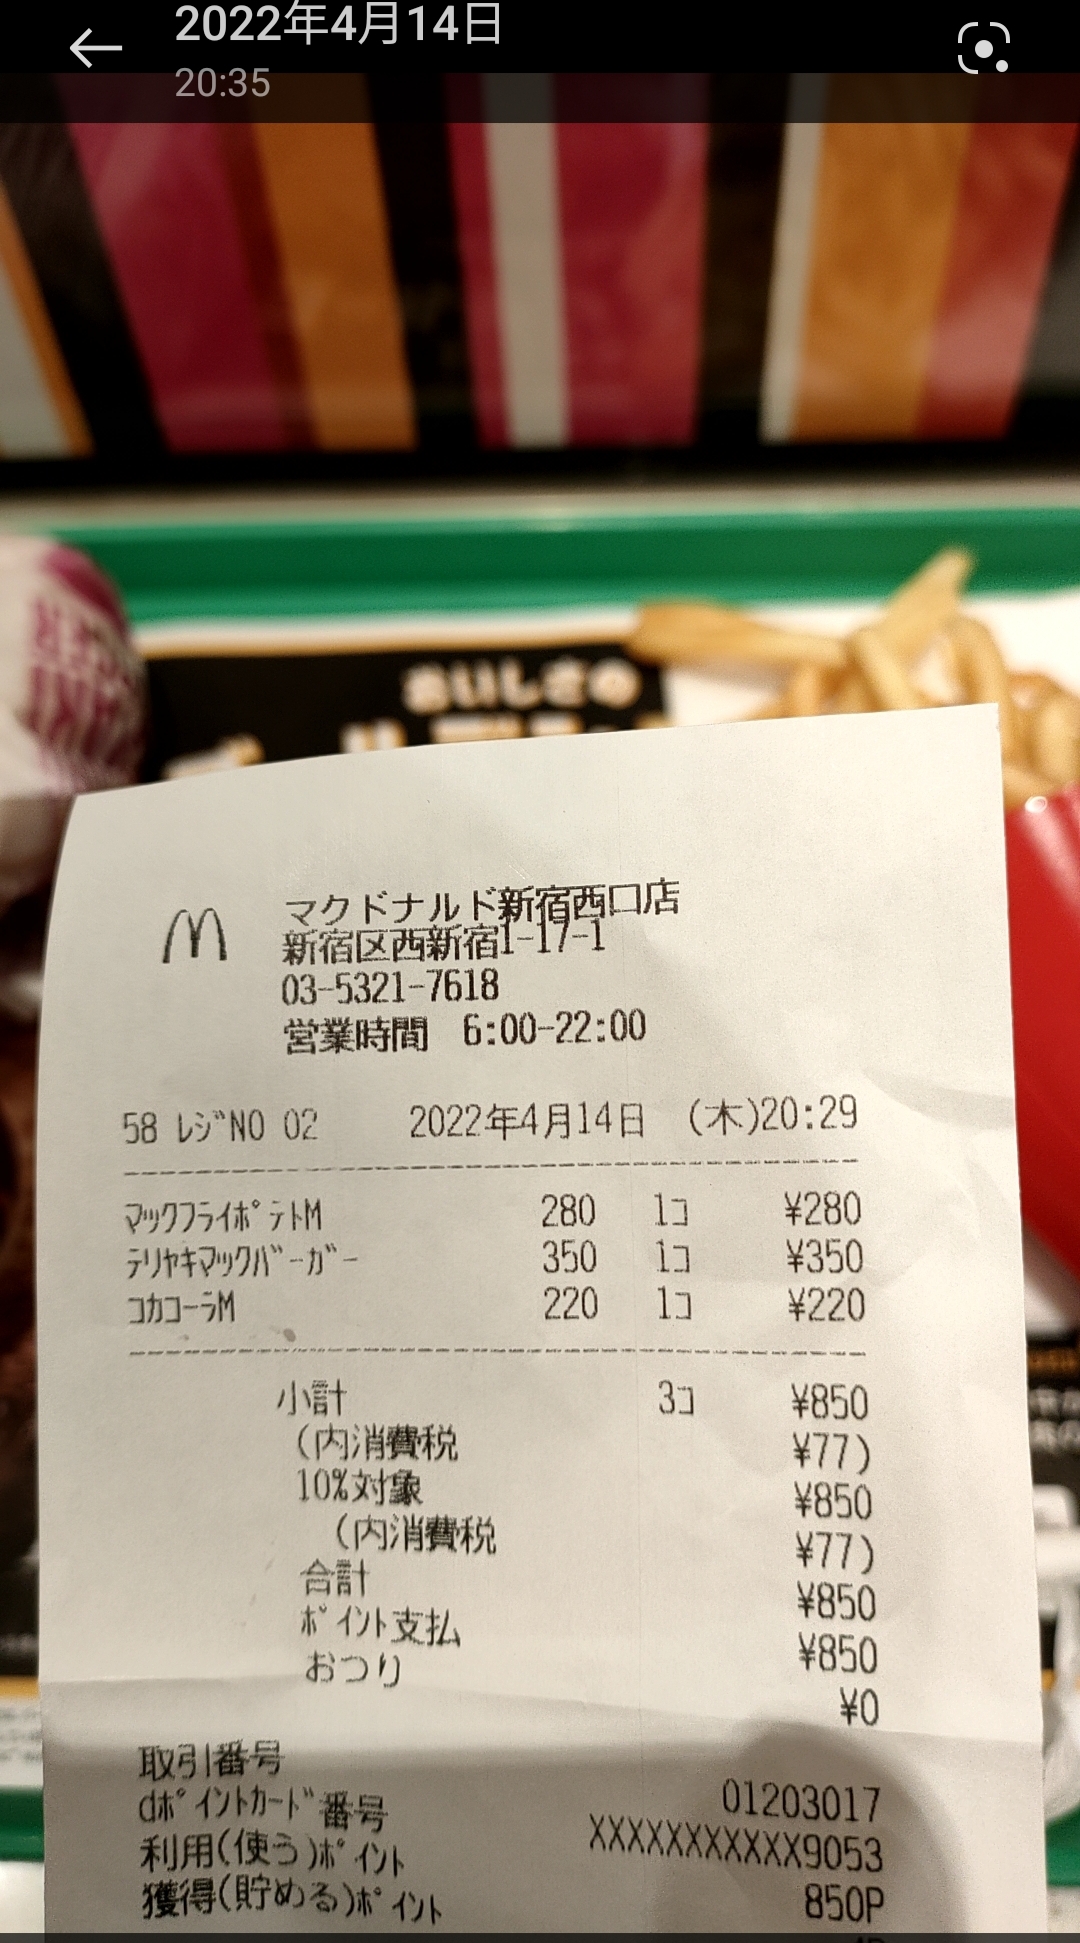 2022年4月14日
20:35
おいしさの
マクドナルド新宿西口店
新宿区西新宿1-17-1
03-5321-7618
営業時間 6:00-22:00
58 ﾚｼﾞNO 02 2022年4月14日 (木)20:29
ﾏｯｸﾌﾗｲﾎﾟﾃﾄM 280 1ｺ ¥280
ﾃﾘﾔｷﾏｯｸﾊﾞｰｶﾞｰ 350 1ｺ ¥350
ｺｶｺｰﾗM 220 1ｺ ¥220
小計 3ｺ ¥850
(内消費税 ¥77)
10%対象 ¥850
(内消費税 ¥77)
合計 ¥850
ﾎﾟｲﾝﾄ支払 ¥850
おつり ¥0
取引番号 01203017
dﾎﾟｲﾝﾄｶｰﾄﾞ番号 XXXXXXXXXXX9053
利用(使う)ﾎﾟｲﾝﾄ 850P
獲得(貯める)ﾎﾟｲﾝﾄ